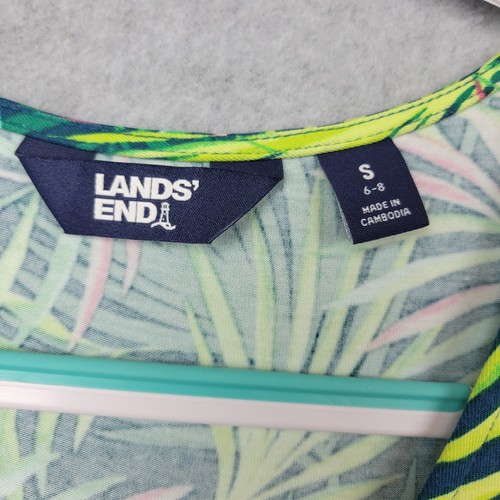 LANDS'
END
S
6-8
MADE IN
CAMBODIA